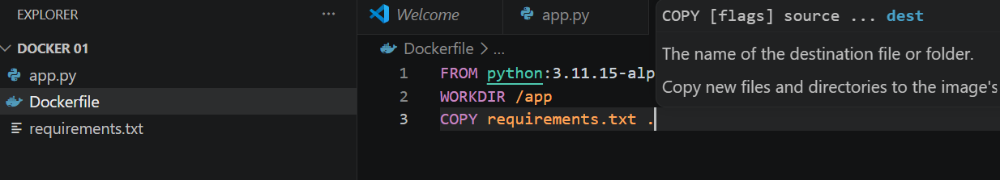 EXPLORER ...
DOCKER 01
app.py
Dockerfile
requirements.txt
Welcome
app.py
Dockerfile > ...
1 FROM python:3.11.15-alp
2 WORKDIR /app
3 COPY requirements.txt .
COPY [flags] source ... dest
The name of the destination file or folder.
Copy new files and directories to the image's